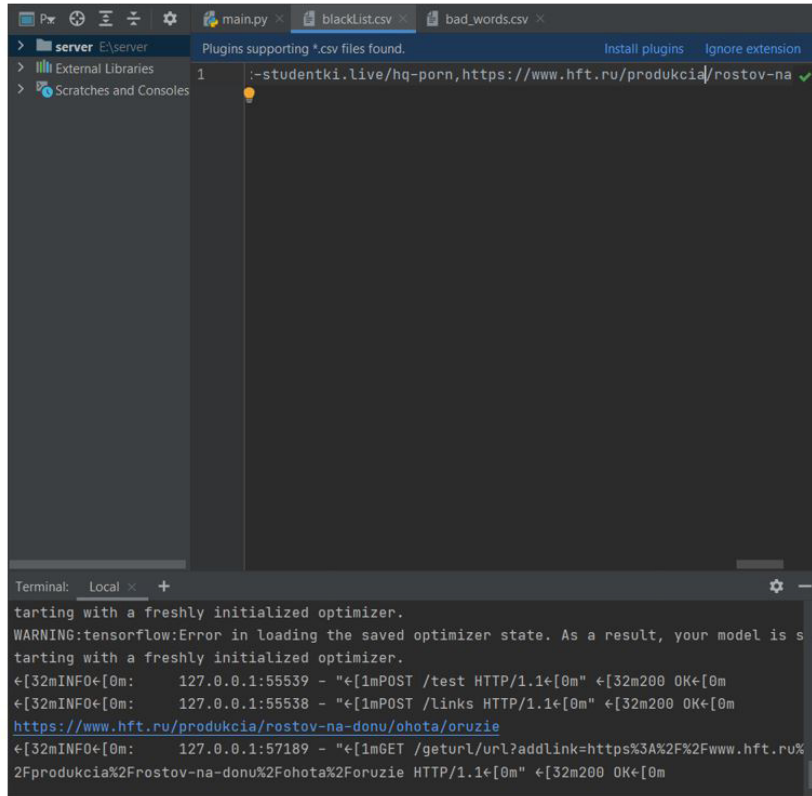 P
main.py
blackList.csv
bad_words.csv
server E:\server
Plugins supporting *.csv files found. Install plugins Ignore extension
External Libraries
1 :-studentki.live/hq-porn,https://www.hft.ru/produkcia/rostov-na
Scratches and Consoles
Terminal: Local × +
tarting with a freshly initialized optimizer.
WARNING:tensorflow:Error in loading the saved optimizer state. As a result, your model is s
tarting with a freshly initialized optimizer.
←[32mINFO←[0m: 127.0.0.1:55539 - "←[1mPOST /test HTTP/1.1←[0m" ←[32m200 OK←[0m
←[32mINFO←[0m: 127.0.0.1:55538 - "←[1mPOST /links HTTP/1.1←[0m" ←[32m200 OK←[0m
https://www.hft.ru/produkcia/rostov-na-donu/ohota/oruzie
←[32mINFO←[0m: 127.0.0.1:57189 - "←[1mGET /geturl/url?addlink=https%3A%2F%2Fwww.hft.ru%
2Fprodukcia%2Frostov-na-donu%2Fohota%2Foruzie HTTP/1.1←[0m" ←[32m200 OK←[0m